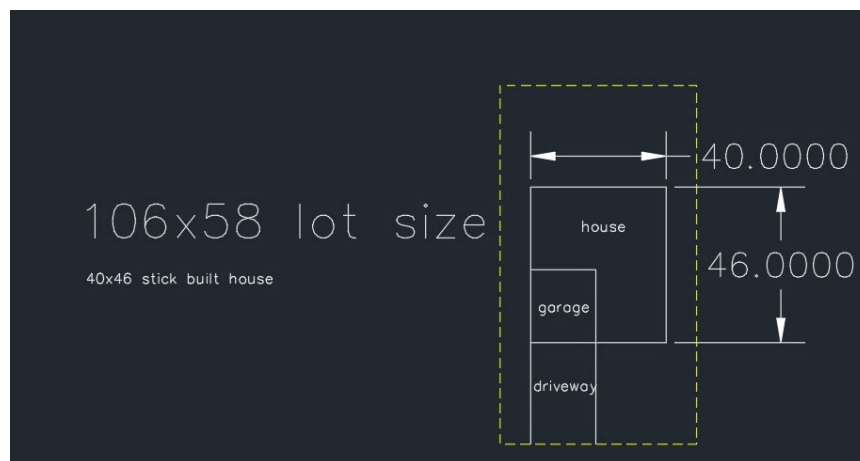 40.0000
106x58 lot size
house
46.0000
40x46 stick built house
garage
driveway